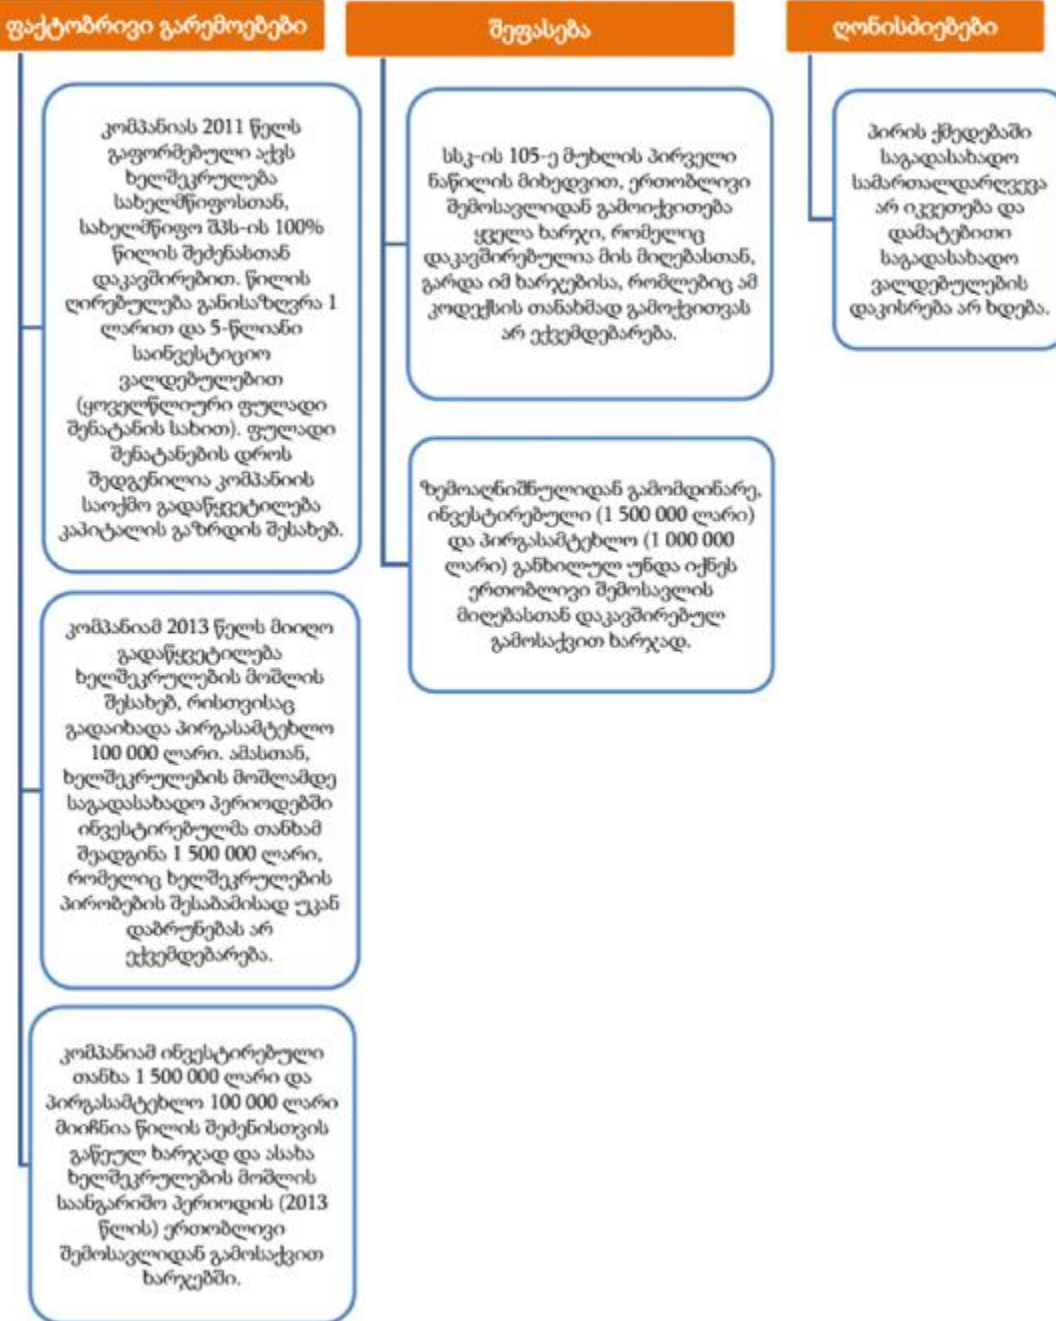 ფაქტობრივი გარემოებები
კომპანიას 2011 წელს
გაფორმებული აქვს
ხელშეკრულება
სახელმწიფოსთან,
სახელმწიფო შპს-ის 100%
წილის შეძენასთან
დაკავშირებით. წილის
ღირებულება განისაზღვრა 1
ლარით და 5-წლიანი
საინვესტიციო
ვალდებულებით
(ყოველწლიური ფულადი
შენატანის სახით). ფულადი
შენატანების დროს
შედგენილია კომპანიის
საოქმო გადაწყვეტილება
კაპიტალის გაზრდის შესახებ.
კომპანიამ 2013 წელს მიიღო
გადაწყვეტილება
ხელშეკრულების მოშლის
შესახებ, რისთვისაც
გადაიხადა პირგასამტეხლო
100 000 ლარი. ამასთან,
ხელშეკრულების მოშლამდე
საგადასახადო პერიოდებში
ინვესტირებულმა თანხამ
შეადგინა 1 500 000 ლარი,
რომელიც ხელშეკრულების
პირობების შესაბამისად უკან
დაბრუნებას არ
ექვემდებარება.
კომპანიამ ინვესტირებული
თანხა 1 500 000 ლარი და
პირგასამტეხლო 100 000 ლარი
მიიჩნია წილის შეძენისთვის
გაწეულ ხარჯად და ასახა
ხელშეკრულების მოშლის
საანგარიშო პერიოდის (2013
წლის) ერთობლივი
შემოსავლიდან გამოსაქვით
ხარჯებში.
შეფასება
სსკ-ის 105-ე მუხლის პირველი
ნაწილის მიხედვით, ერთობლივი
შემოსავლიდან გამოიქვითება
ყველა ხარჯი, რომელიც
დაკავშირებულია მის მიღებასთან,
გარდა იმ ხარჯებისა, რომლებიც ამ
კოდექსის თანახმად გამოქვითვას
არ ექვემდებარება.
ზემოაღნიშნულიდან გამომდინარე,
ინვესტირებული (1 500 000 ლარი)
და პირგასამტეხლო (1 000 000
ლარი) განხილულ უნდა იქნეს
ერთობლივი შემოსავლის
მიღებასთან დაკავშირებულ
გამოსაქვით ხარჯად.
ღონისძიებები
პირის ქმედებაში
საგადასახადო
სამართალდარღვევა
არ იკვეთება და
დამატებითი
საგადასახადო
ვალდებულების
დაკისრება არ ხდება.